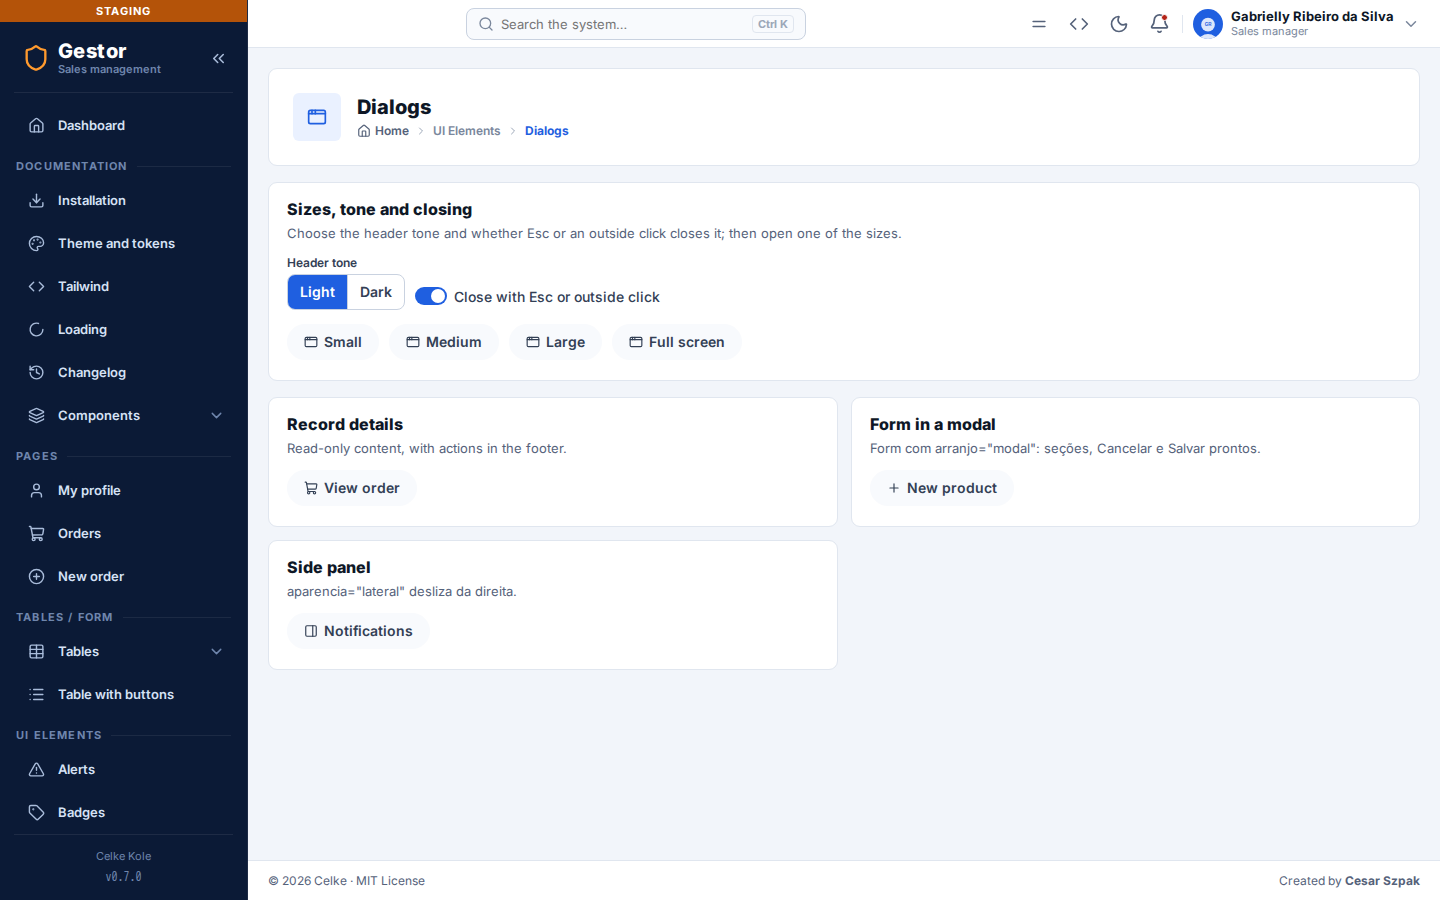 STAGING
Gestor
Sales management
Dashboard
DOCUMENTATION
Installation
Theme and tokens
Tailwind
Loading
Changelog
Components
PAGES
My profile
Orders
New order
TABLES / FORM
Tables
Table with buttons
UI ELEMENTS
Alerts
Badges
Celke Kole
v0.7.0
Search the system...
Ctrl K
GR
Gabrielly Ribeiro da Silva
Sales manager
Dialogs
Home > UI Elements > Dialogs
Sizes, tone and closing
Choose the header tone and whether Esc or an outside click closes it; then open one of the sizes.
Header tone
Light Dark Close with Esc or outside click
Small Medium Large Full screen
Record details
Read-only content, with actions in the footer.
View order
Form in a modal
Form com arranjo="modal": seções, Cancelar e Salvar prontos.
New product
Side panel
aparencia="lateral" desliza da direita.
Notifications
© 2026 Celke · MIT License
Created by Cesar Szpak